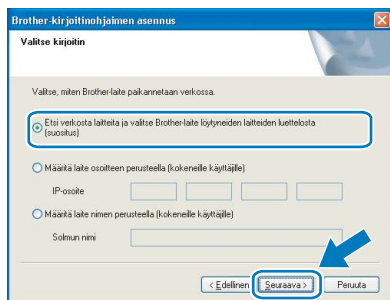 Brother-kirjoitinohjaimen asennus
Valitse kirjoitin
Valitse, miten Brother-laite paikannetaan verkossa.
Etsi verkosta laitteita ja valitse Brother-laite löytyneiden laitteiden luettelosta
(suositus)
Määritä laite osoitteen perusteella (kokeneille käyttäjille)
IP-osoite
Määritä laite nimen perusteella (kokeneille käyttäjille)
Solmun nimi
< Edellinen Seuraava > Peruuta